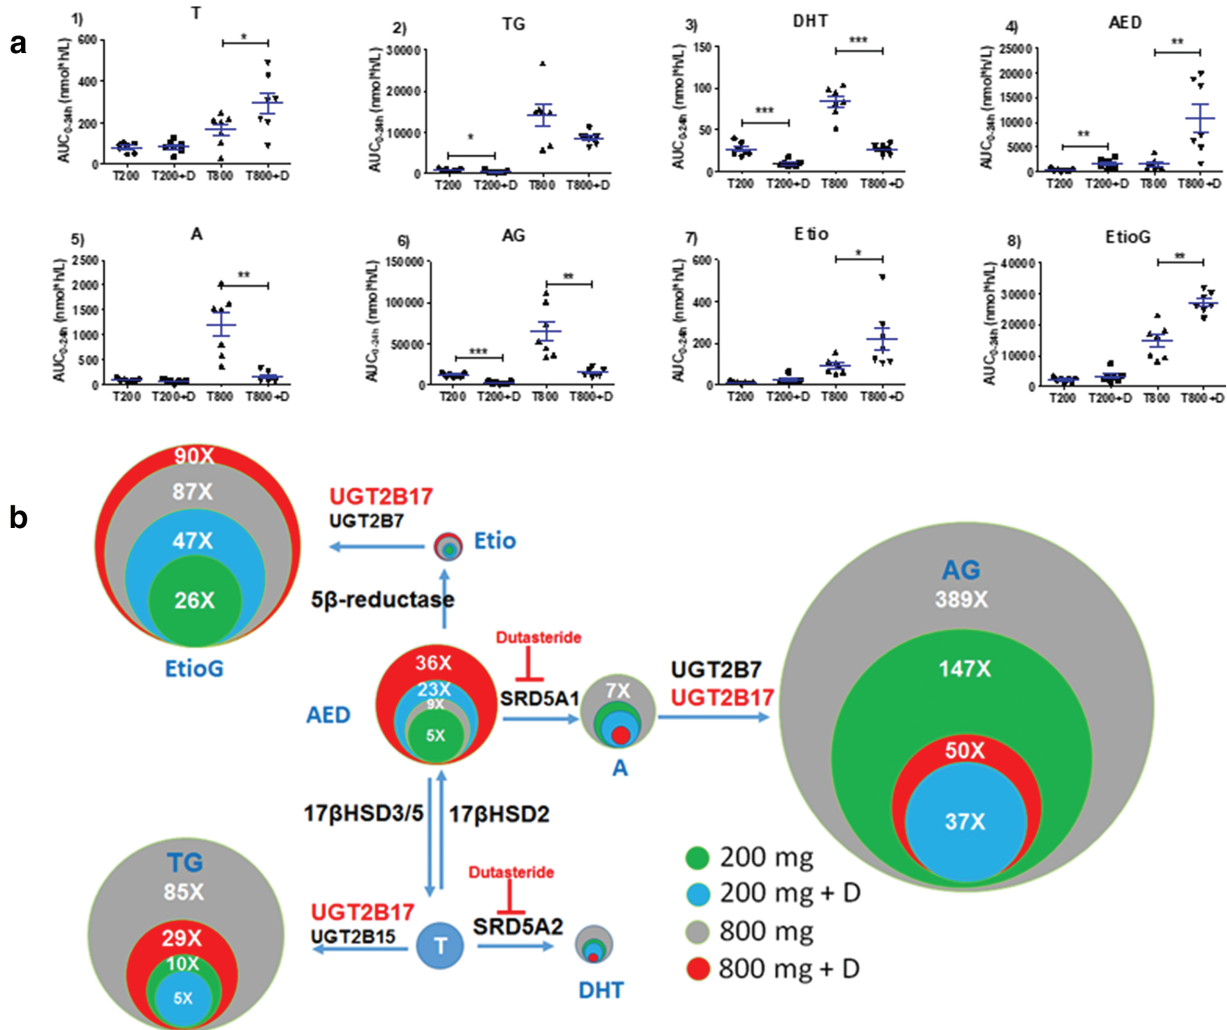 a
1) T
AUC0-24h (nmol*h/L)
600
400
200
0
*
T200 T200+D T800 T800+D
2) TG
AUC0-24h (nmol*h/L)
30000
20000
10000
0
*
T200 T200+D T800 T800+D
3) DHT
AUC0-24h (nmol*h/L)
150
100
50
0
***
***
T200 T200+D T800 T800+D
4) AED
AUC0-24h (nmol*h/L)
25000
20000
15000
10000
5000
0
**
**
T200 T200+D T800 T800+D
5) A
AUC0-24h (nmol*h/L)
2500
2000
1500
1000
500
0
**
T200 T200+D T800 T800+D
6) AG
AUC0-24h (nmol*h/L)
150000
100000
50000
0
***
**
T200 T200+D T800 T800+D
7) Etio
AUC0-24h (nmol*h/L)
600
400
200
0
*
T200 T200+D T800 T800+D
8) EtioG
AUC0-24h (nmol*h/L)
40000
30000
20000
10000
0
**
T200 T200+D T800 T800+D
b
90X
87X
47X
26X
EtioG
UGT2B17
UGT2B7
Etio
5β-reductase
AED
36X
23X
9X
5X
Dutasteride
SRD5A1
7X
A
UGT2B7
UGT2B17
AG
389X
147X
50X
37X
17βHSD3/5
17βHSD2
TG
85X
29X
10X
5X
UGT2B17
UGT2B15
T
Dutasteride
SRD5A2
DHT
200 mg
200 mg + D
800 mg
800 mg + D